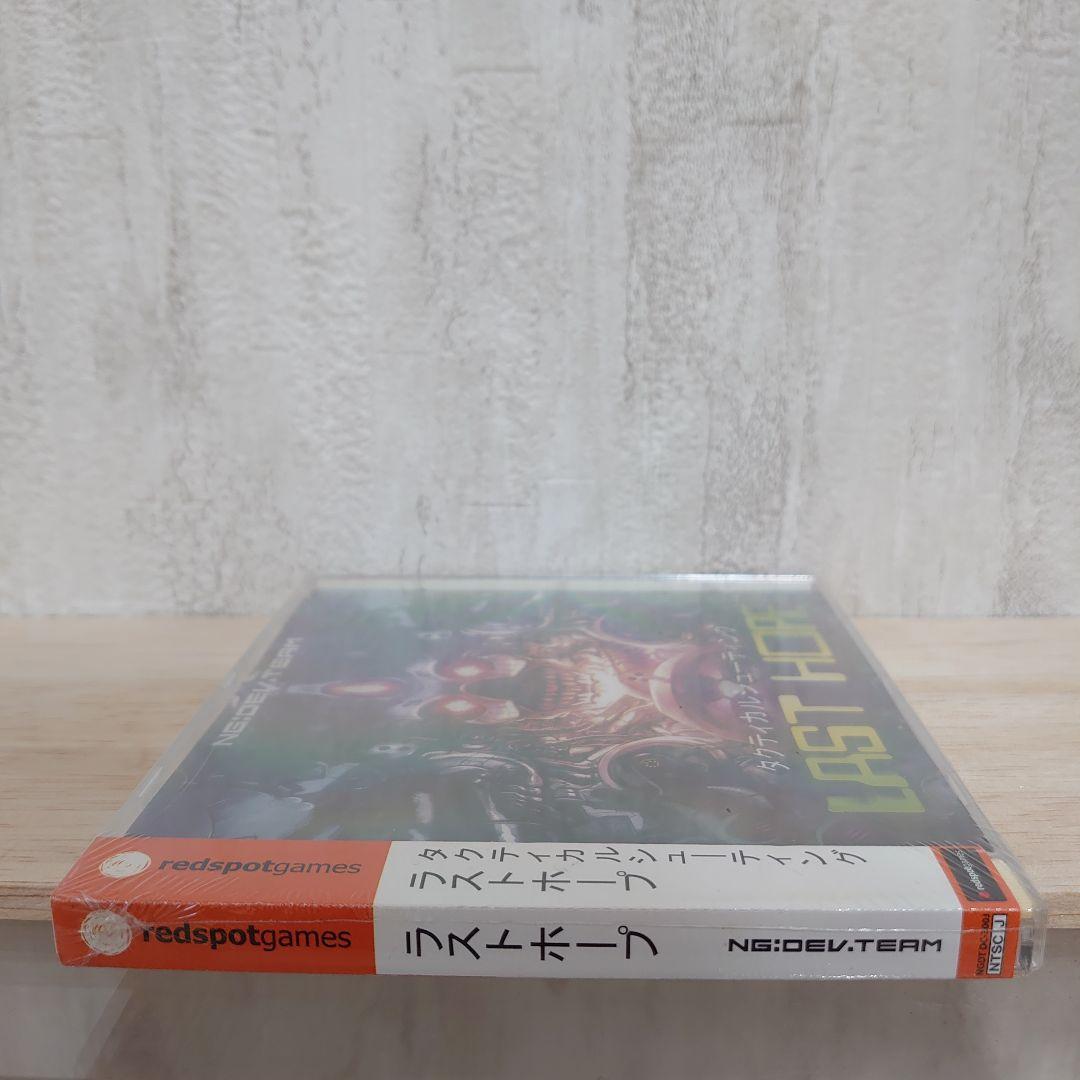 NG:DEV.TEAM
タクティカルシューティング
LAST HOPE
redspotgames
タクティカルシューティング
ラストホープ
redspotgames
redspotgames
ラストホープ
NG:DEV.TEAM
NTSC J